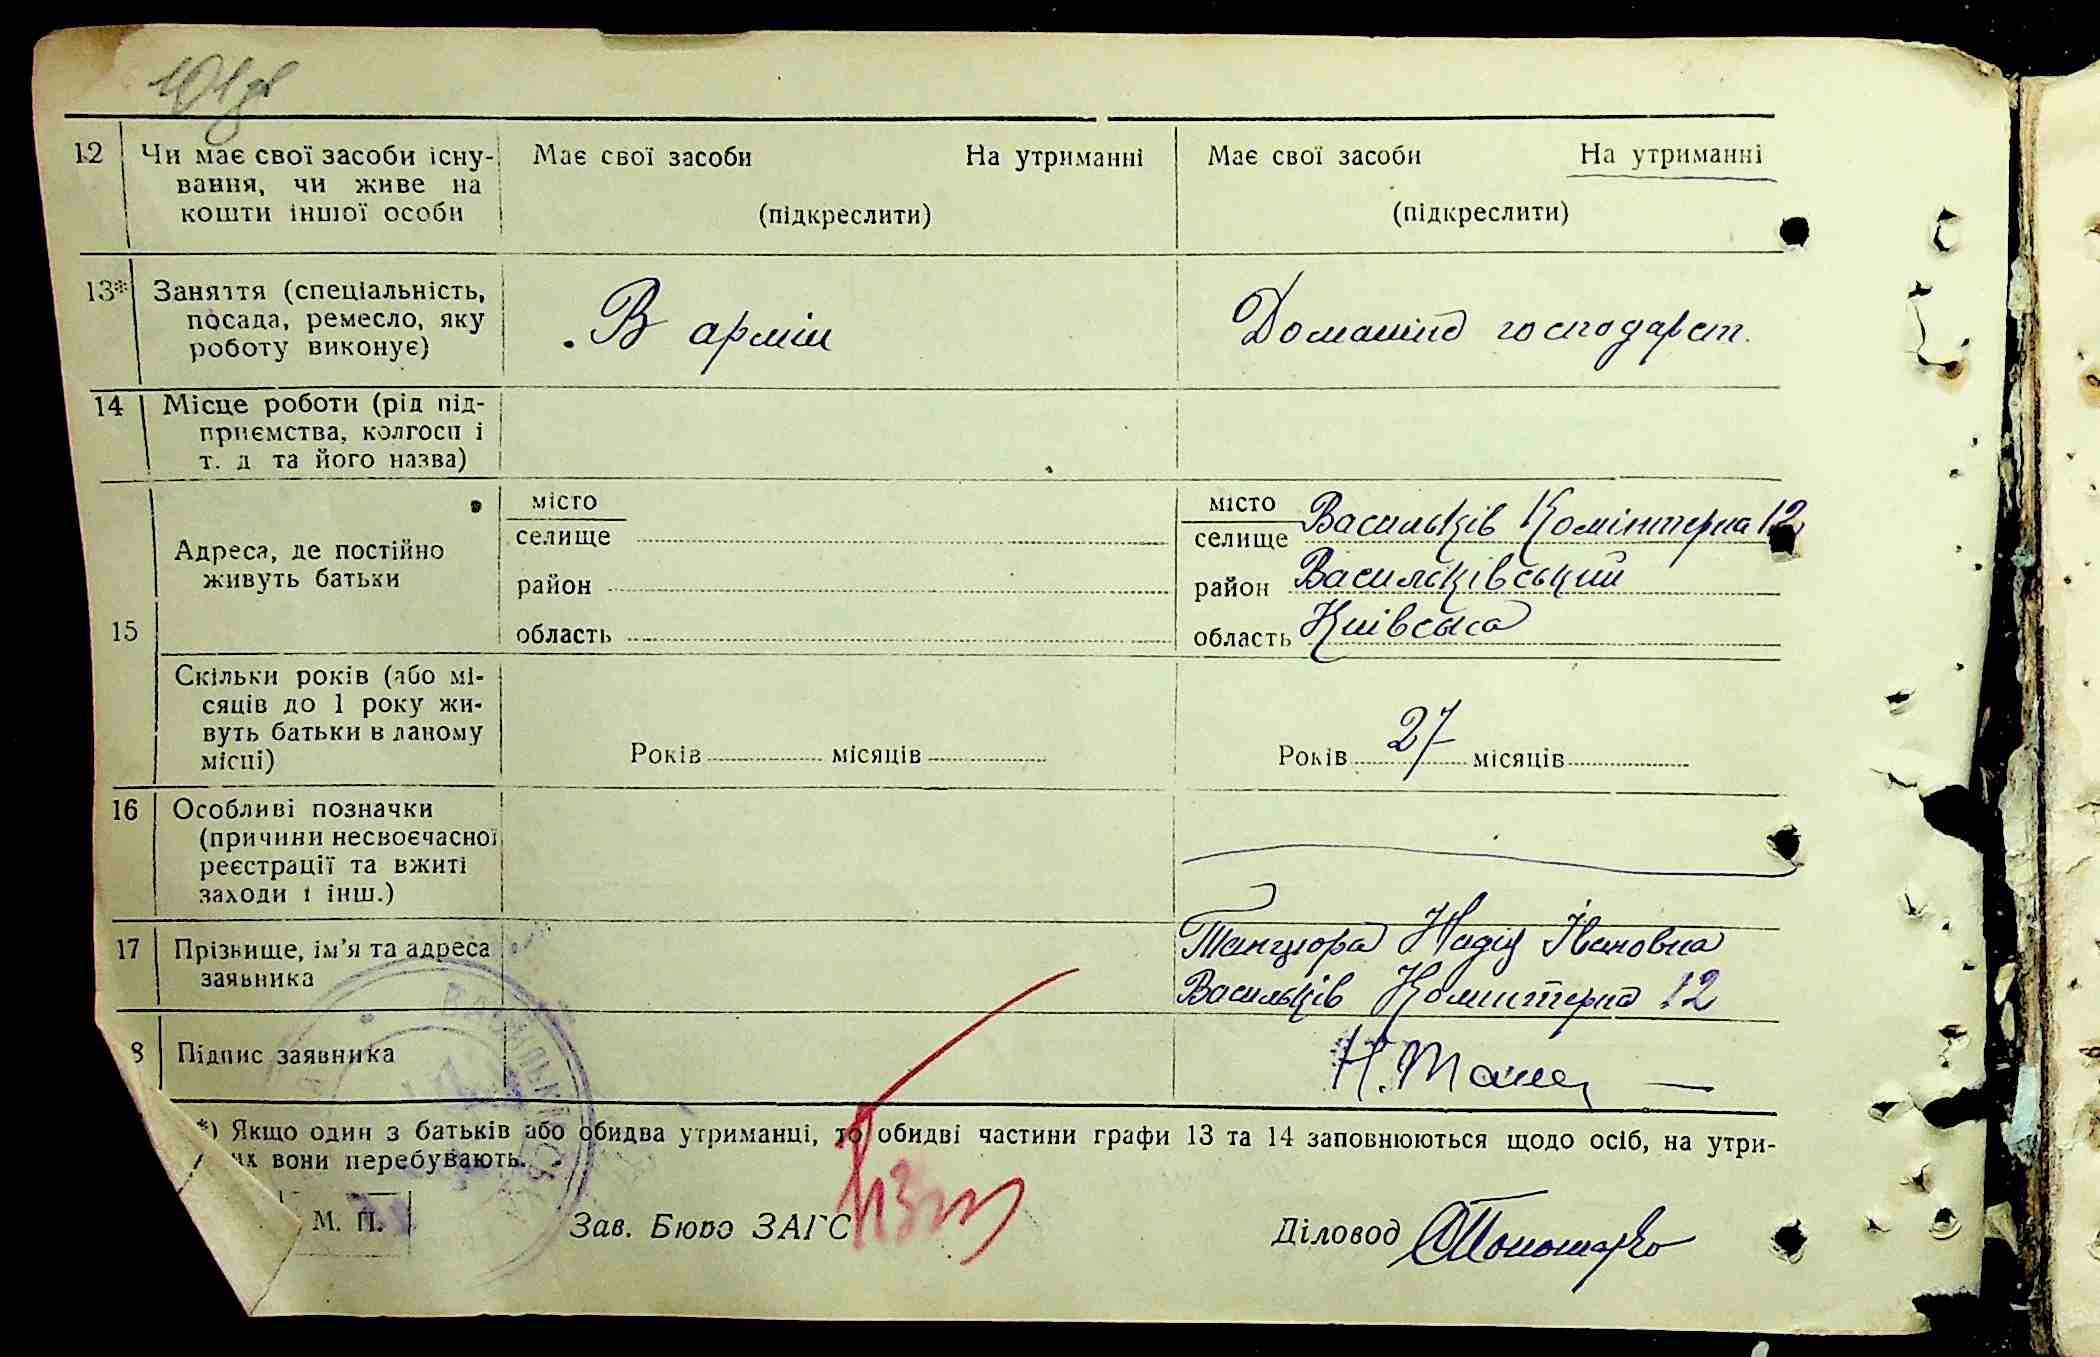 12 Чи має свої засоби існу- Має свої засоби На утриманні Має свої засоби На утриманні
вання, чи живе на
кошти іншої особи (підкреслити) (підкреслити)
13* Заняття (спеціальність,
посада, ремесло, яку В армії Домашнє господарст.
роботу виконує)
14 Місце роботи (рід під-
приємства, колгосп і
т. д та його назва)
місто місто
селище селище Васильків Комінтерна 12
15 Адреса, де постійно
живуть батьки район район Васильківський
область область Київська
Скільки років (або мі-
сяців до 1 року жи-
вуть батьки в даному
місці) Років місяців Років 27 місяців
16 Особливі позначки
(причини несвоєчасної
реєстрації та вжиті
заходи і інш.)
17 Прізвище, ім'я та адреса Танцюра Надія Івановна
заявника Васильків Коминтерна 12
8 Підпис заявника Н. Танц
*) Якщо один з батьків або обидва утриманці, то обидві частини графи 13 та 14 заповнюються щодо осіб, на утри-
их вони перебувають.
М. П. Зав. Бюро ЗАГС Діловод